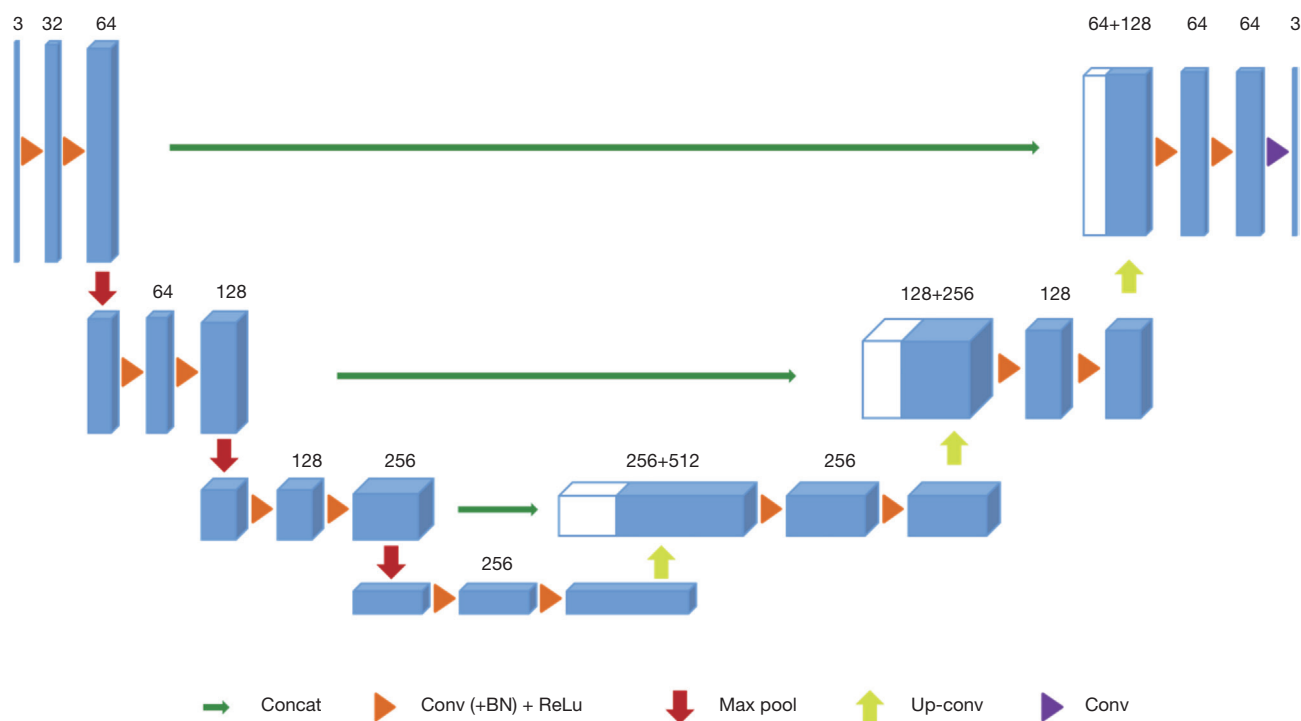 3 32 64 64+128 64 64 3
64 128 128+256 128
128 256 256+512 256
256
Concat Conv (+BN) + ReLu Max pool Up-conv Conv